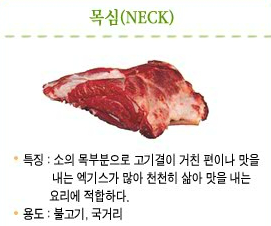 목심(NECK)
• 특징 : 소의 목부분으로 고기결이 거친 편이나 맛을
내는 엑기스가 많아 천천히 삶아 맛을 내는
요리에 적합하다.
• 용도 : 불고기, 국거리